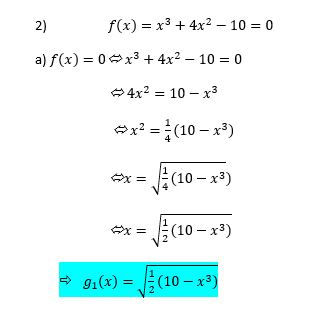 2) f(x) = x³ + 4x² − 10 = 0
a) f(x) = 0 ⇔ x³ + 4x² − 10 = 0
⇔ 4x² = 10 − x³
⇔ x² = 1/4 (10 − x³)
⇔ x = √(1/4 (10 − x³))
⇔ x = √(1/2 (10 − x³))
⇨ g₁(x) = √(1/2 (10 − x³))